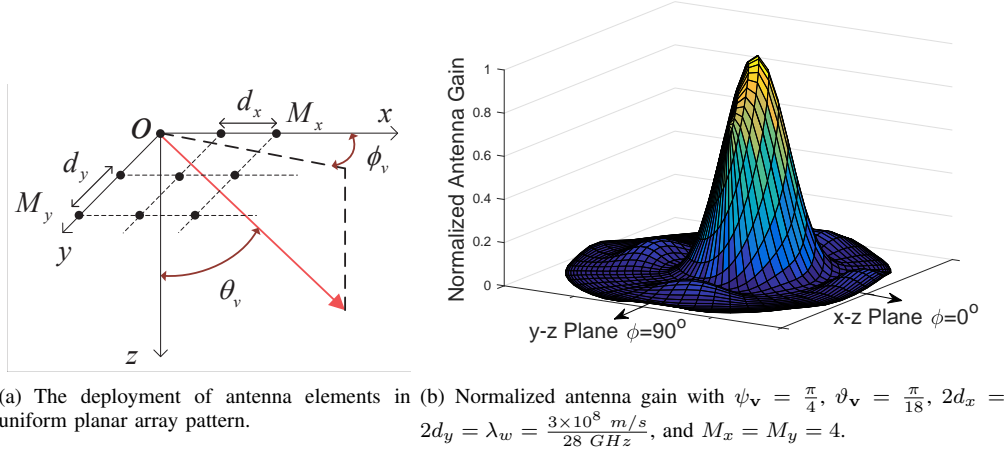 O
d_x
M_x
x
ϕ_v
d_y
M_y
y
θ_v
z
Normalized Antenna Gain
1
0.8
0.6
0.4
0.2
0
y-z Plane ϕ=90°
x-z Plane ϕ=0°
(a) The deployment of antenna elements in
uniform planar array pattern.
(b) Normalized antenna gain with ψ_v = π/4, ϑ_v = π/18, 2d_x =
2d_y = λ_w = 3×10^8 m/s / 28 GHz, and M_x = M_y = 4.